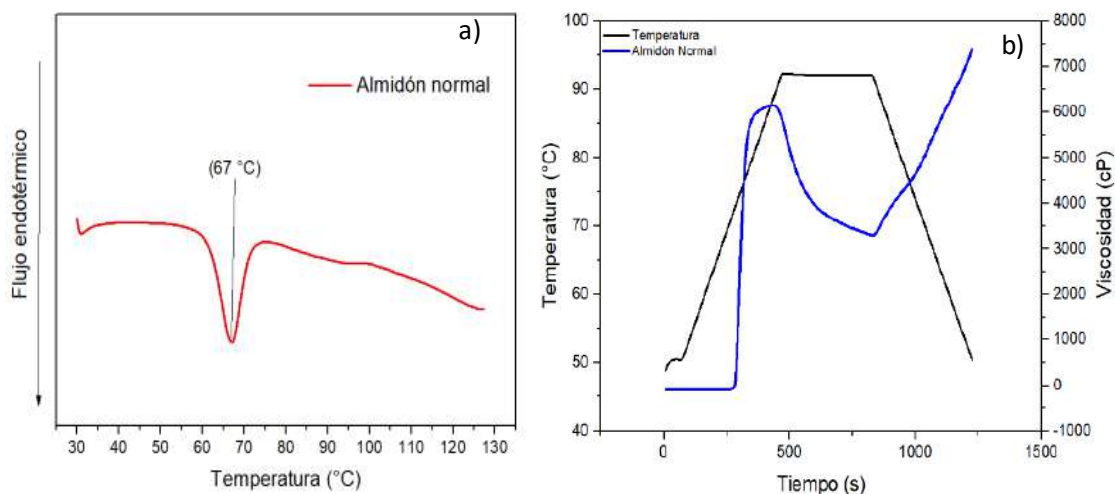 a)
Almidón normal
(67 °C)
Flujo endotérmico
30 40 50 60 70 80 90 100 110 120 130
Temperatura (°C)
b)
Temperatura
Almidón Normal
100
90
80
70
60
50
40
Temperatura (°C)
8000
7000
6000
5000
4000
3000
2000
1000
0
-1000
Viscosidad (cP)
0 500 1000 1500
Tiempo (s)